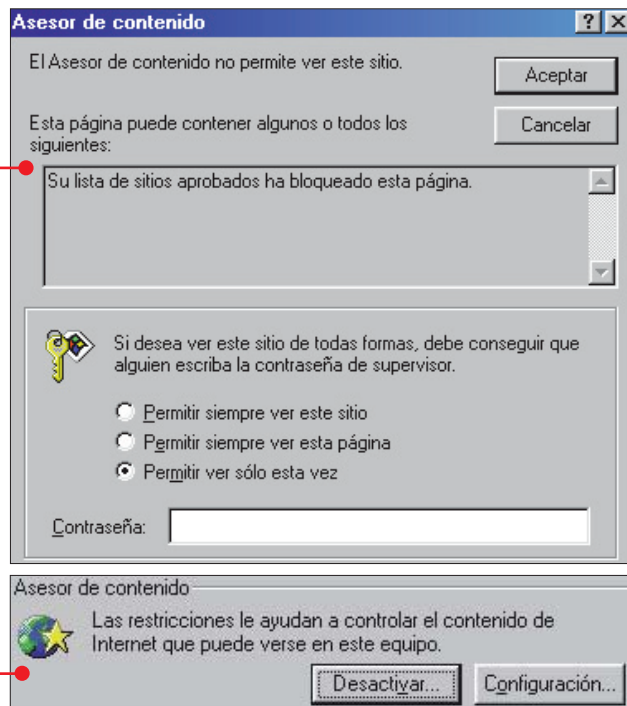 Asesor de contenido
El Asesor de contenido no permite ver este sitio.
Aceptar
Esta página puede contener algunos o todos los
siguientes:
Cancelar
Su lista de sitios aprobados ha bloqueado esta página.
Si desea ver este sitio de todas formas, debe conseguir que
alguien escriba la contraseña de supervisor.
Permitir siempre ver este sitio
Permitir siempre ver esta página
Permitir ver sólo esta vez
Contraseña:
Asesor de contenido
Las restricciones le ayudan a controlar el contenido de
Internet que puede verse en este equipo.
Desactivar... Configuración...